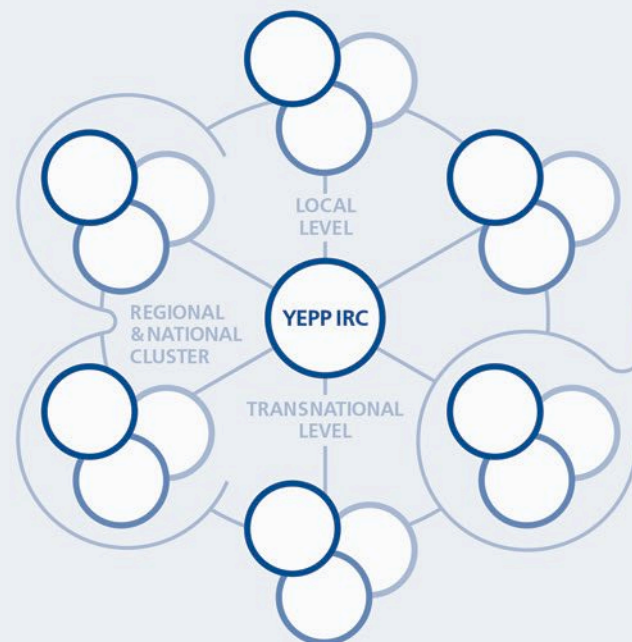 LOCAL
LEVEL
YEPP IRC
REGIONAL
& NATIONAL
CLUSTER
TRANSNATIONAL
LEVEL